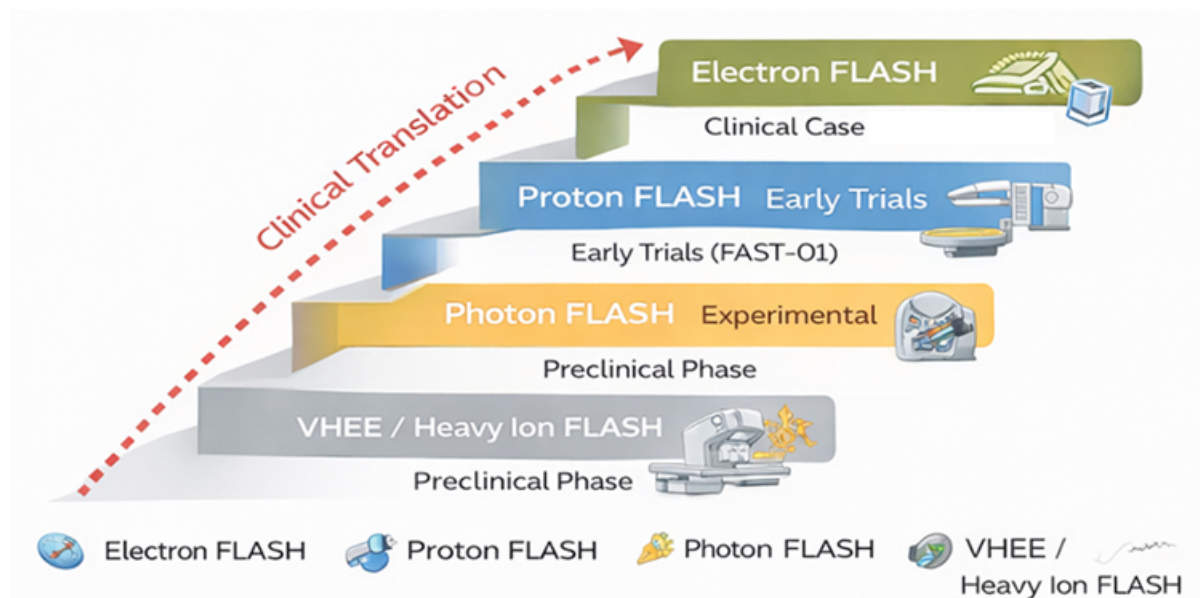 Clinical Translation
Electron FLASH
Clinical Case
Proton FLASH Early Trials
Early Trials (FAST-01)
Photon FLASH Experimental
Preclinical Phase
VHEE / Heavy Ion FLASH
Preclinical Phase
Electron FLASH
Proton FLASH
Photon FLASH
VHEE /
Heavy Ion FLASH